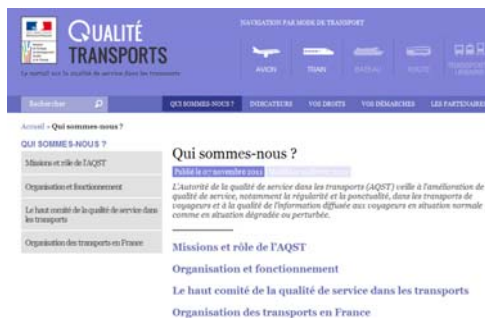 QUALITÉ
TRANSPORTS
Le portail sur la qualité de service dans les transports
NAVIGATION PAR MODE DE TRANSPORT
AVION
TRAIN
BATEAU
ROUTE
TRANSPORTS
URBAINS
Rechercher
QUI SOMMES-NOUS ?
INDICATEURS
VOS DROITS
VOS DÉMARCHES
LES PARTENAIRES
Accueil » Qui sommes-nous ?
QUI SOMMES-NOUS ?
Missions et rôle de l'AQST
Organisation et fonctionnement
Le haut comité de la qualité de service dans
les transports
Organisation des transports en France
Qui sommes-nous ?
Publié le 07 novembre 2011
L'Autorité de la qualité de service dans les transports (AQST) veille à l'amélioration de
qualité de service, notamment la régularité et la ponctualité, dans les transports de
voyageurs et à la qualité de l'information diffusée aux voyageurs en situation normale
comme en situation dégradée ou perturbée.
Missions et rôle de l'AQST
Organisation et fonctionnement
Le haut comité de la qualité de service dans les transports
Organisation des transports en France